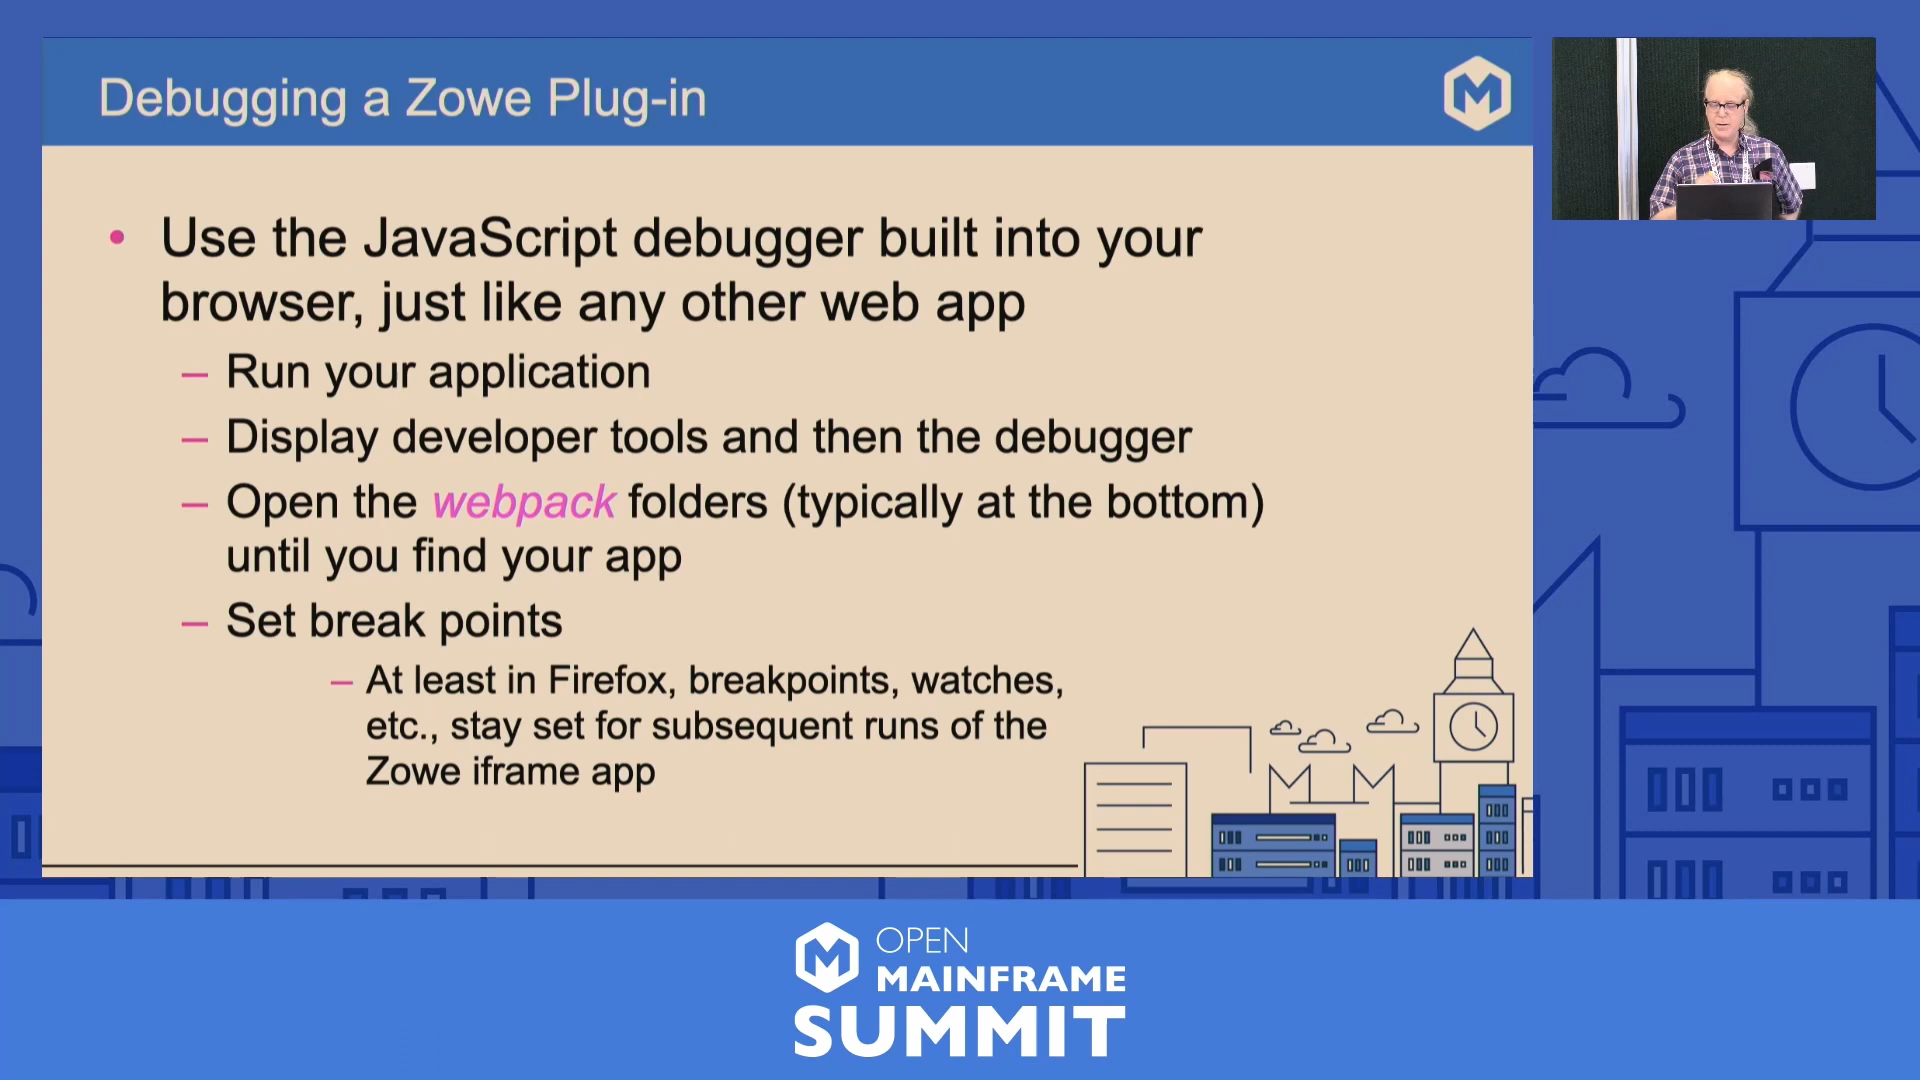 Debugging a Zowe Plug-in
• Use the JavaScript debugger built into your
browser, just like any other web app
– Run your application
– Display developer tools and then the debugger
– Open the webpack folders (typically at the bottom)
until you find your app
– Set break points
– At least in Firefox, breakpoints, watches,
etc., stay set for subsequent runs of the
Zowe iframe app
OPEN
MAINFRAME
SUMMIT